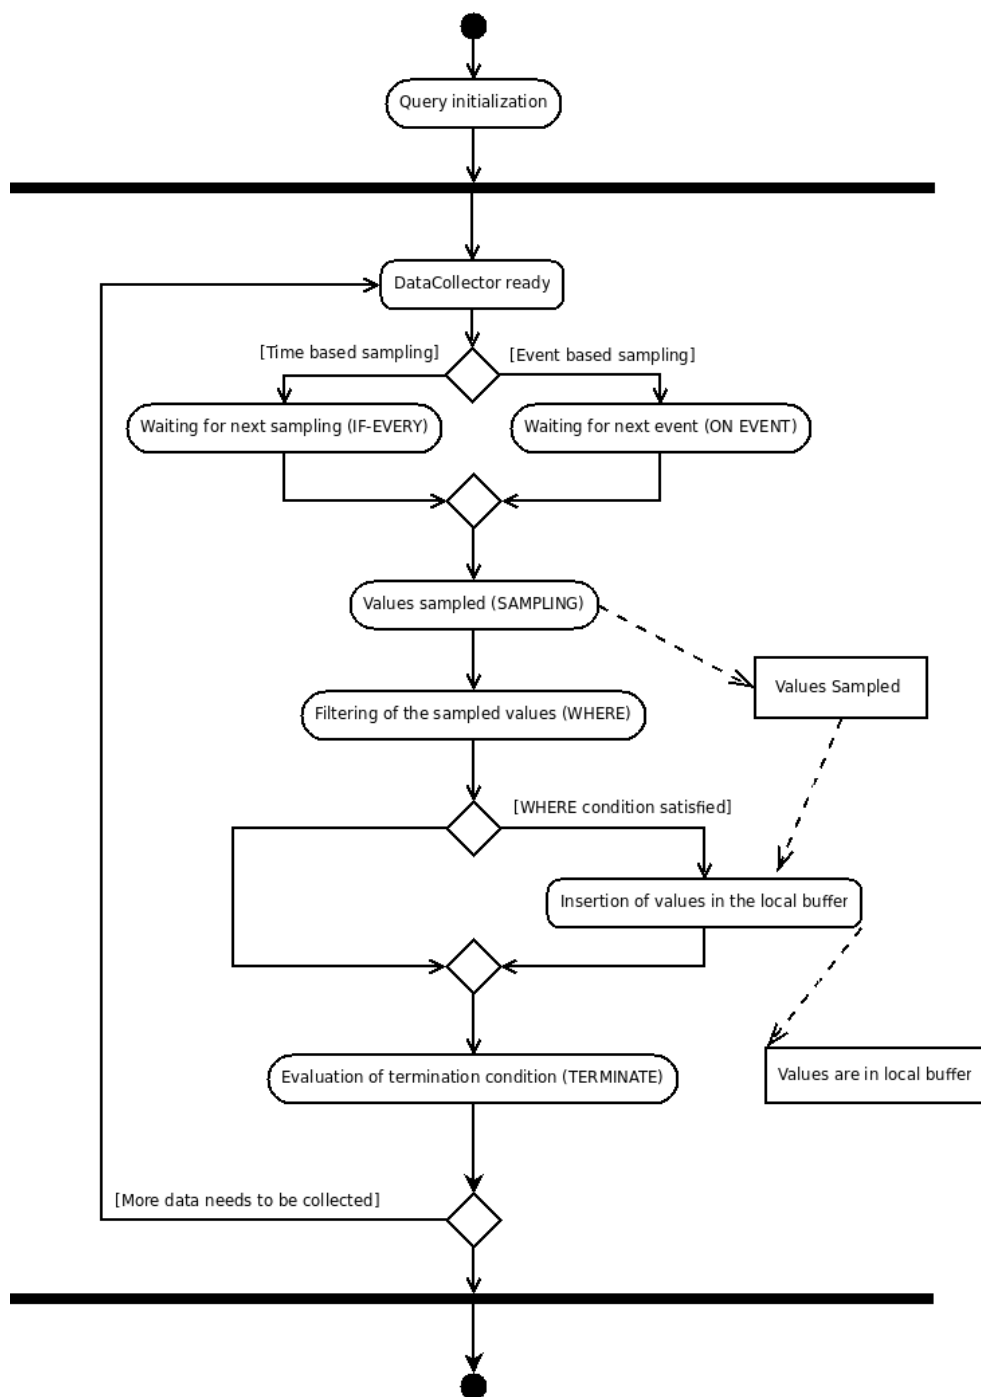 Query initialization
DataCollector ready
[Time based sampling]
[Event based sampling]
Waiting for next sampling (IF-EVERY)
Waiting for next event (ON EVENT)
Values sampled (SAMPLING)
Values Sampled
Filtering of the sampled values (WHERE)
[WHERE condition satisfied]
Insertion of values in the local buffer
Evaluation of termination condition (TERMINATE)
Values are in local buffer
[More data needs to be collected]